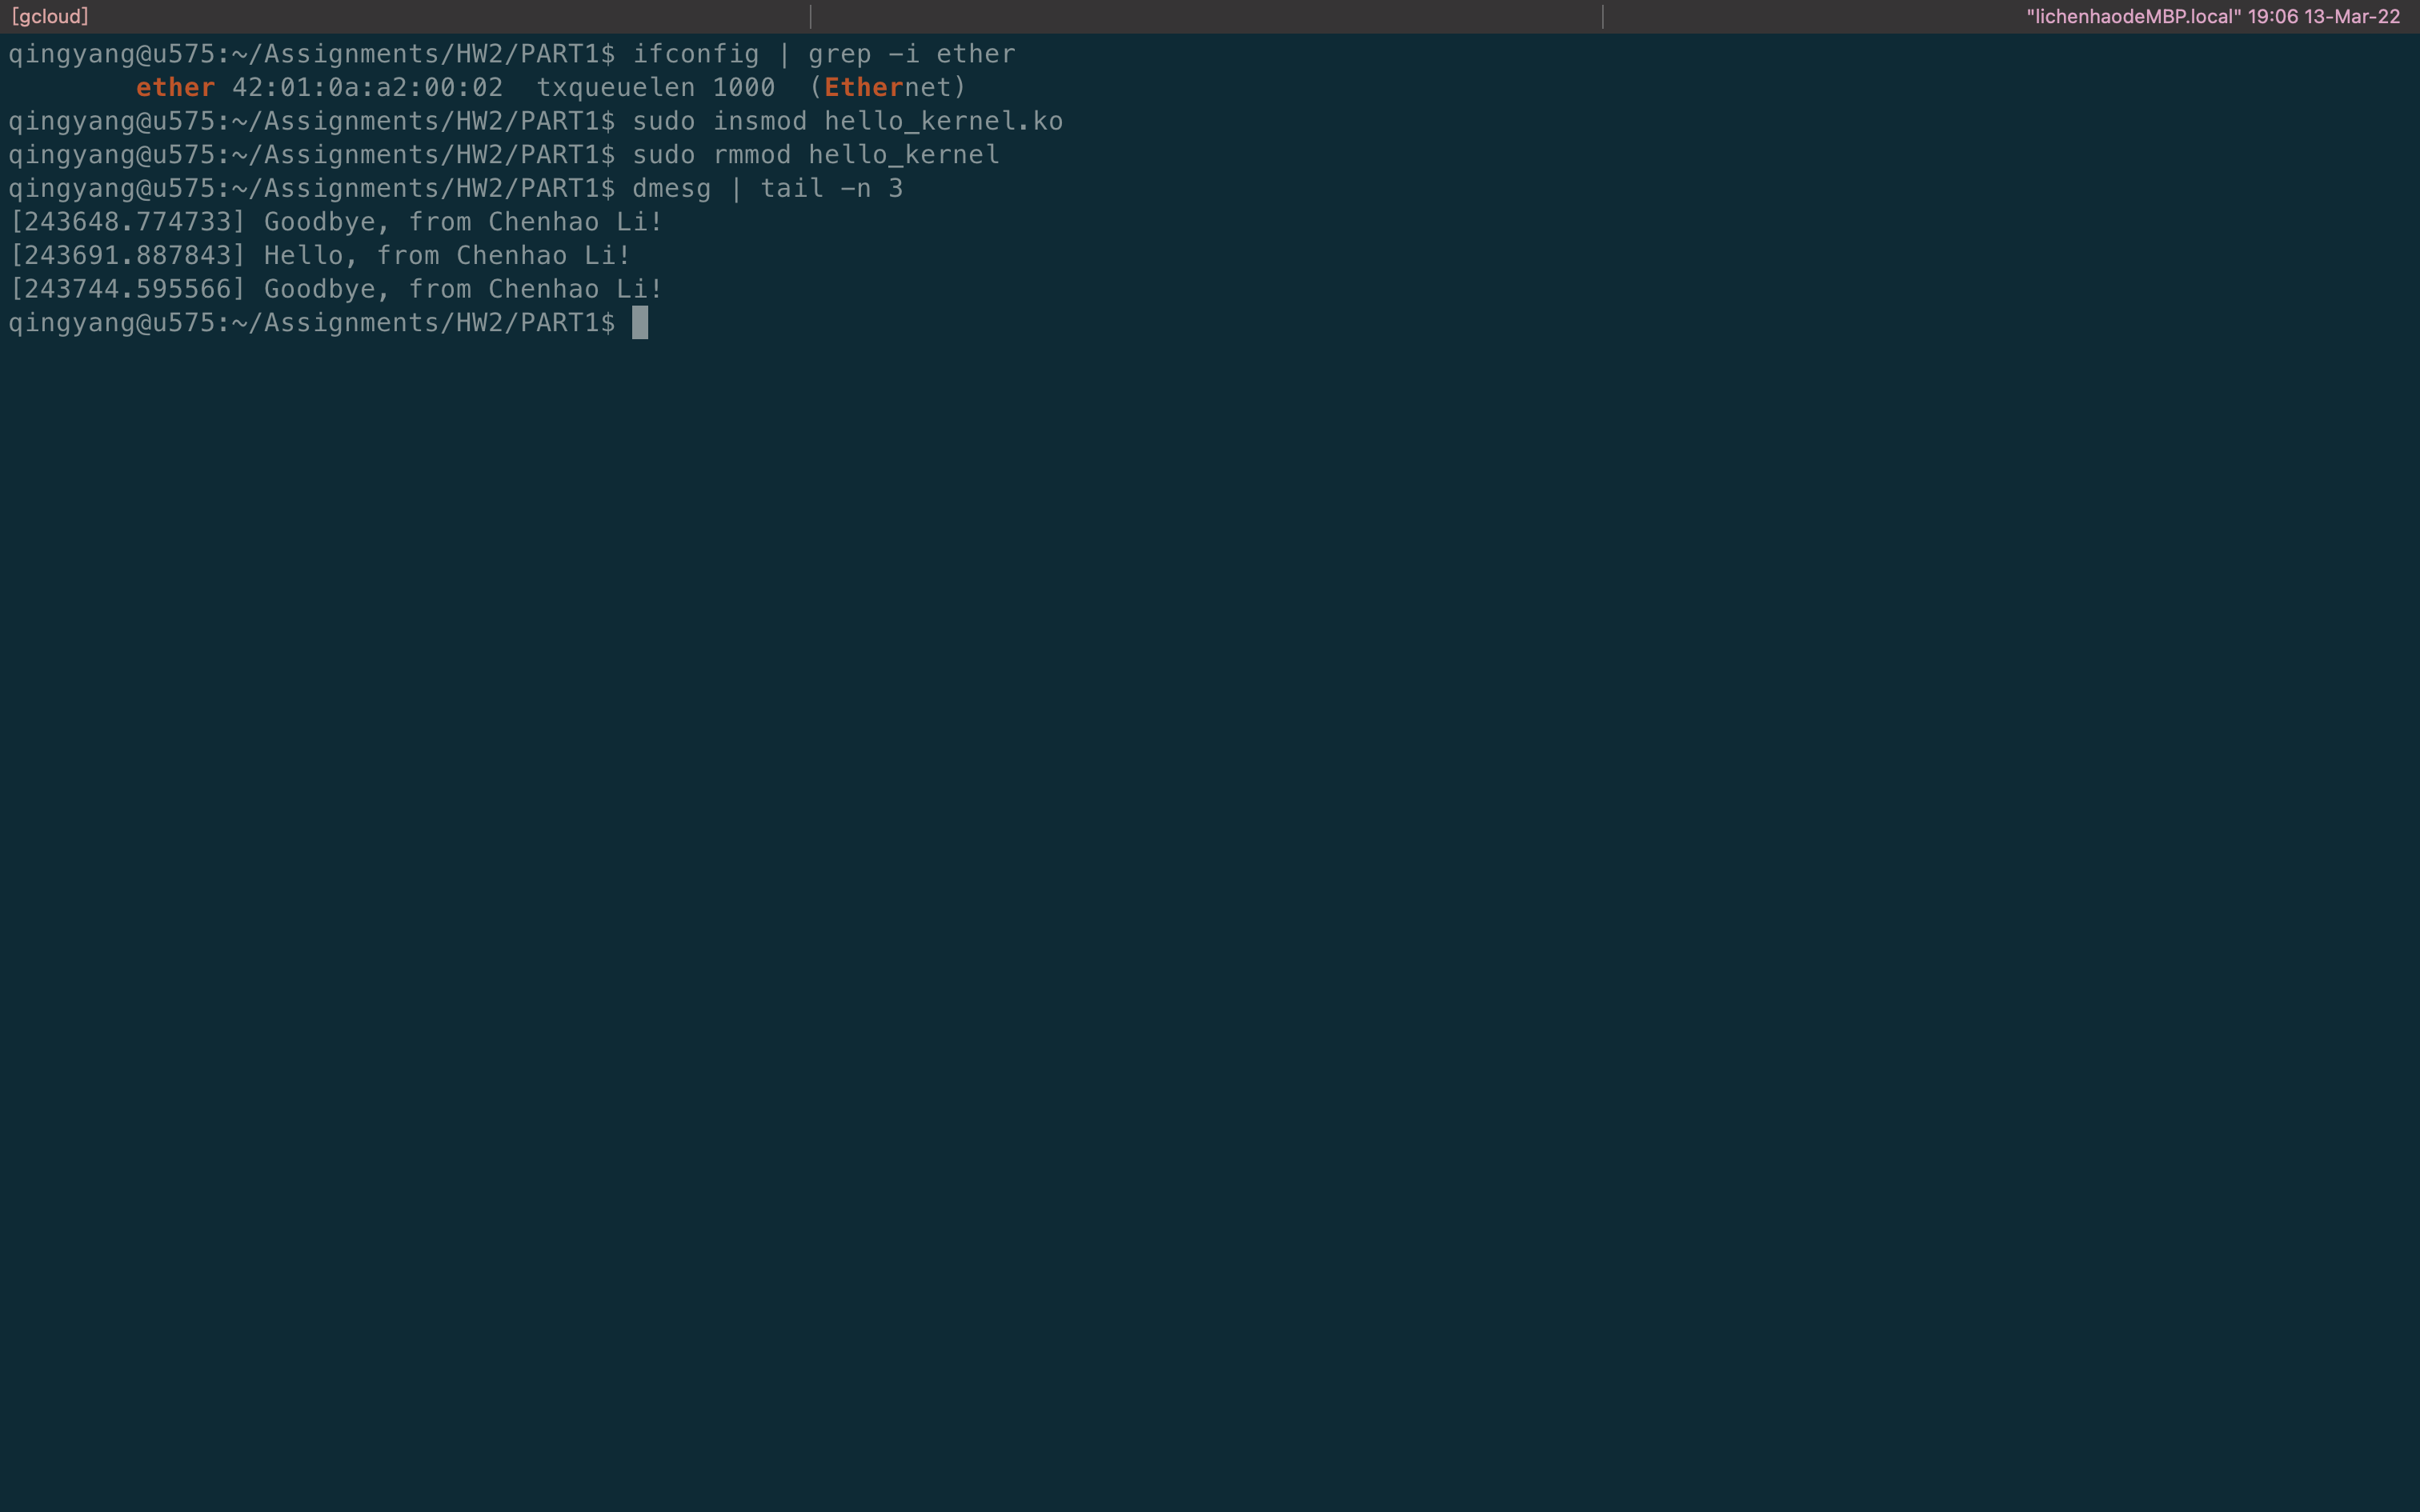 [gcloud] "lichenhaodeMBP.local" 19:06 13-Mar-22
qingyang@u575:~/Assignments/HW2/PART1$ ifconfig | grep -i ether
        ether 42:01:0a:a2:00:02  txqueuelen 1000  (Ethernet)
qingyang@u575:~/Assignments/HW2/PART1$ sudo insmod hello_kernel.ko
qingyang@u575:~/Assignments/HW2/PART1$ sudo rmmod hello_kernel
qingyang@u575:~/Assignments/HW2/PART1$ dmesg | tail -n 3
[243648.774733] Goodbye, from Chenhao Li!
[243691.887843] Hello, from Chenhao Li!
[243744.595566] Goodbye, from Chenhao Li!
qingyang@u575:~/Assignments/HW2/PART1$